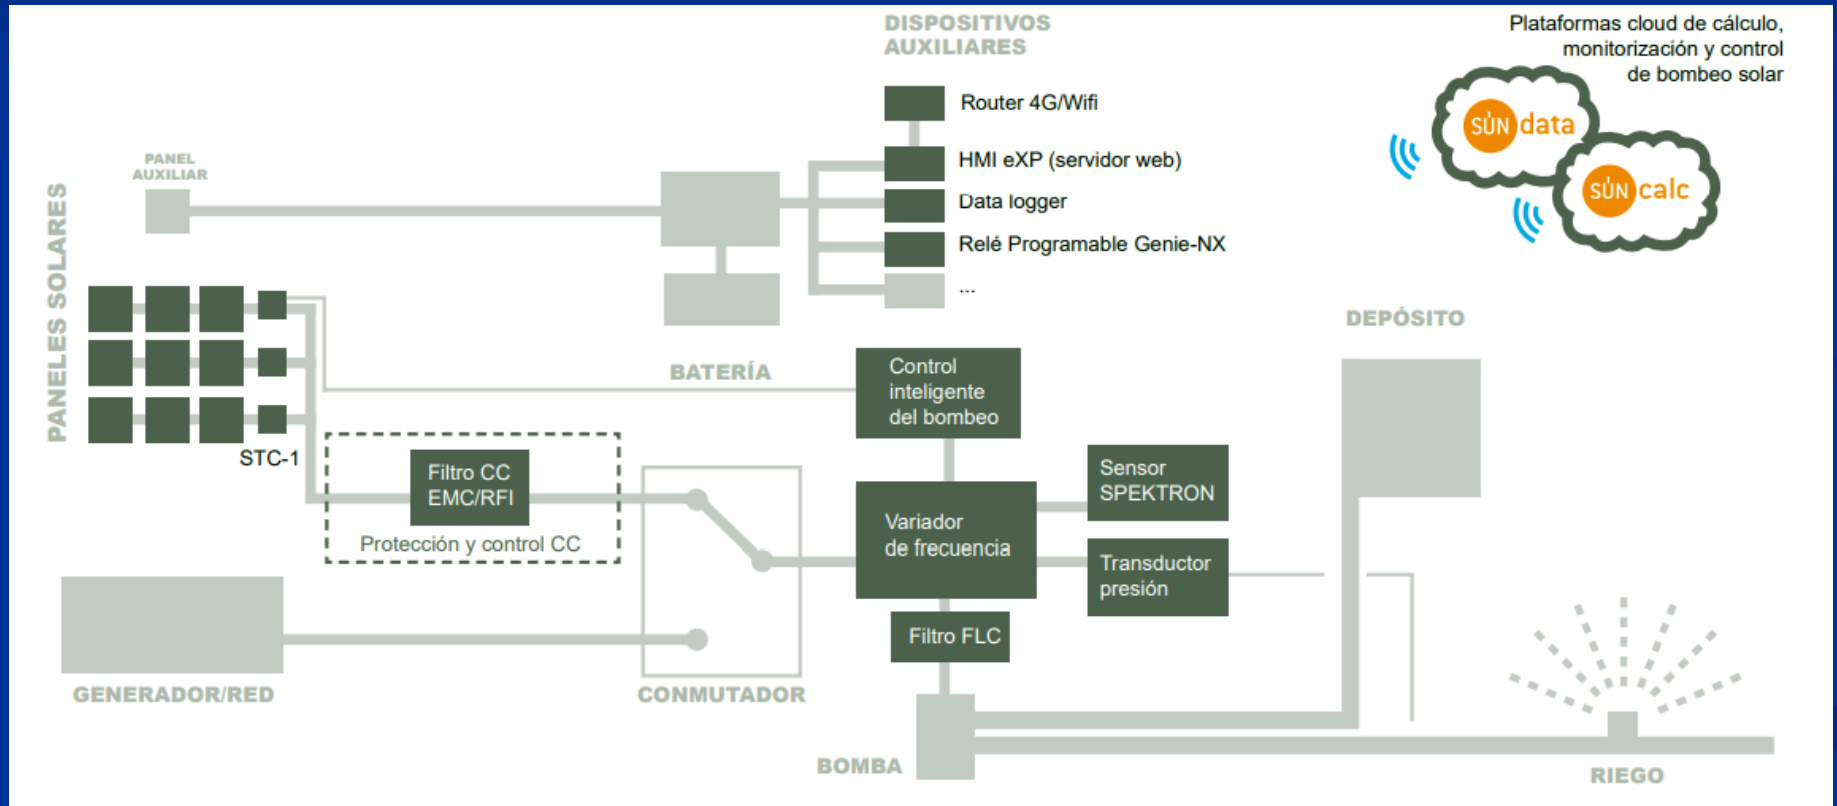 DISPOSITIVOS
AUXILIARES
Plataformas cloud de cálculo,
monitorización y control
de bombeo solar
Router 4G/Wifi
SÚN data
PANEL
AUXILIAR
HMI eXP (servidor web)
SÚN calc
Data logger
Relé Programable Genie-NX
...
PANELES SOLARES
DEPÓSITO
BATERÍA
Control
inteligente
del bombeo
STC-1
Filtro CC
EMC/RFI
Sensor
SPEKTRON
Variador
de frecuencia
Protección y control CC
Transductor
presión
Filtro FLC
GENERADOR/RED
CONMUTADOR
BOMBA
RIEGO